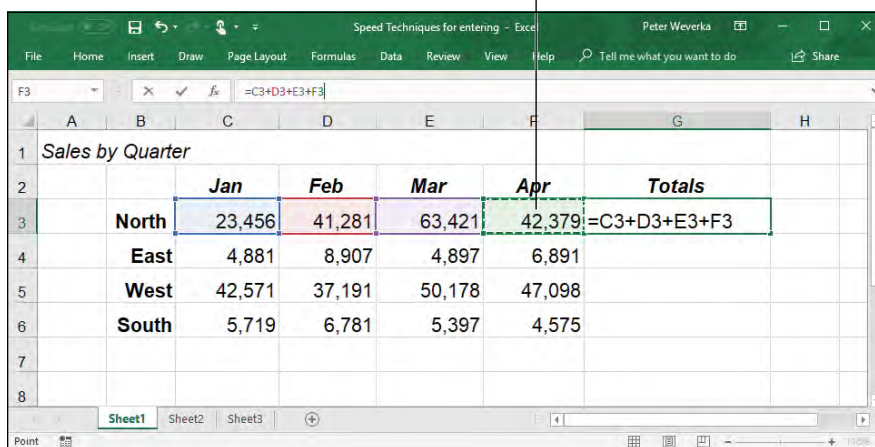 Speed Techniques for entering - Excel Peter Weverka
File Home Insert Draw Page Layout Formulas Data Review View Help Tell me what you want to do Share
F3 fx =C3+D3+E3+F3
A B C D E F G H
1 Sales by Quarter
2 Jan Feb Mar Apr Totals
3 North 23,456 41,281 63,421 42,379 =C3+D3+E3+F3
4 East 4,881 8,907 4,897 6,891
5 West 42,571 37,191 50,178 47,098
6 South 5,719 6,781 5,397 4,575
7
8
Sheet1 Sheet2 Sheet3
Point